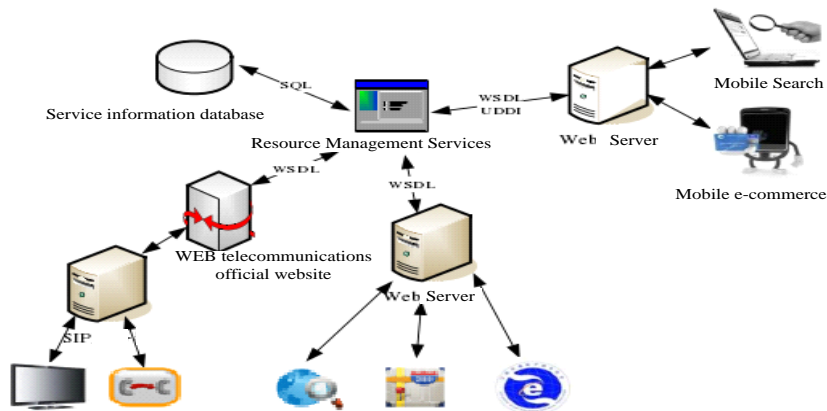 Service information database
SQL
Resource Management Services
WSDL
UDDI
Web Server
Mobile Search
Mobile e-commerce
WSDL
WSDL
WEB telecommunications
official website
Web Server
SIP
e